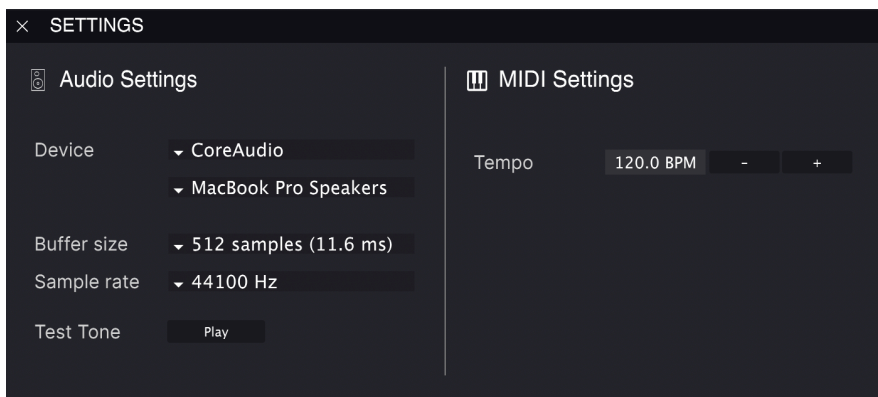 × SETTINGS
Audio Settings
Device
CoreAudio
MacBook Pro Speakers
Buffer size
512 samples (11.6 ms)
Sample rate
44100 Hz
Test Tone
Play
MIDI Settings
Tempo
120.0 BPM
-
+